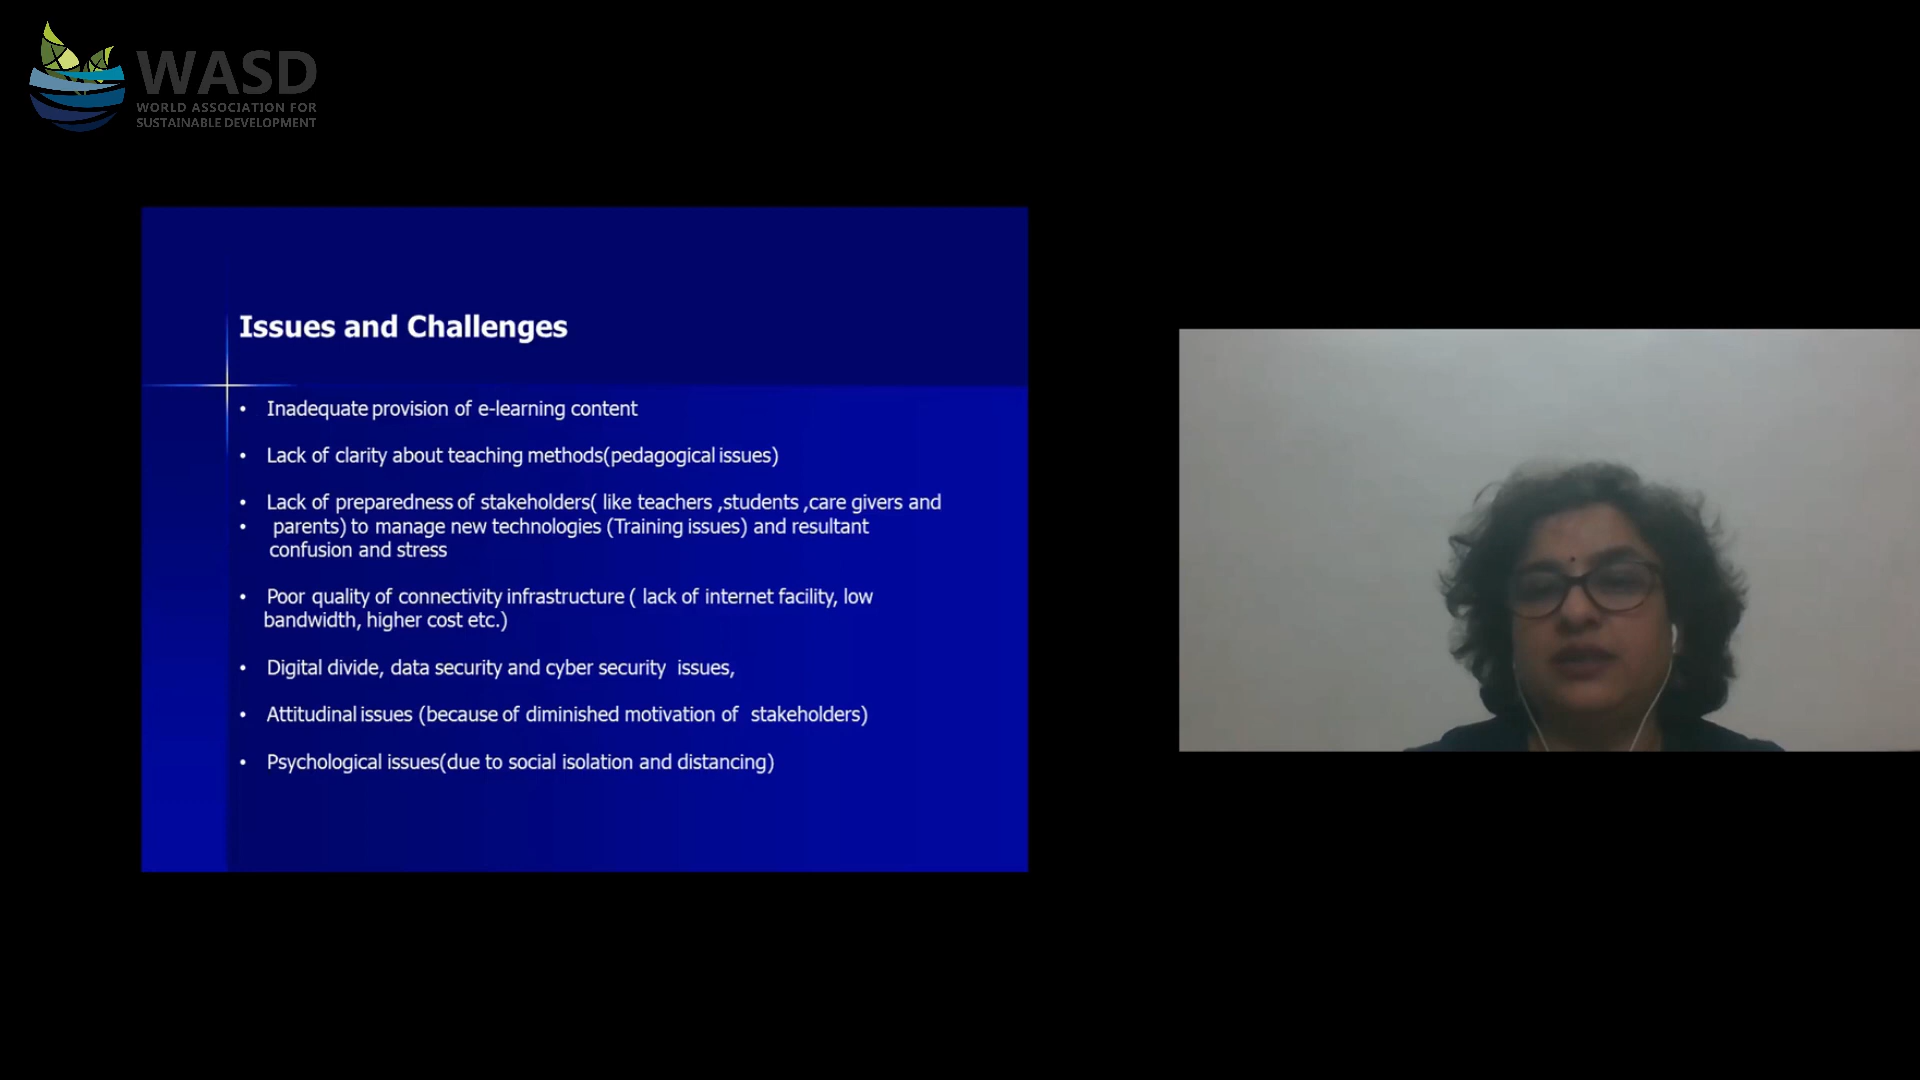 WASD
WORLD ASSOCIATION FOR
SUSTAINABLE DEVELOPMENT
Issues and Challenges
• Inadequate provision of e-learning content
• Lack of clarity about teaching methods(pedagogical issues)
• Lack of preparedness of stakeholders( like teachers ,students ,care givers and
• parents) to manage new technologies (Training issues) and resultant
confusion and stress
• Poor quality of connectivity infrastructure ( lack of internet facility, low
bandwidth, higher cost etc.)
• Digital divide, data security and cyber security issues,
• Attitudinal issues (because of diminished motivation of stakeholders)
• Psychological issues(due to social isolation and distancing)